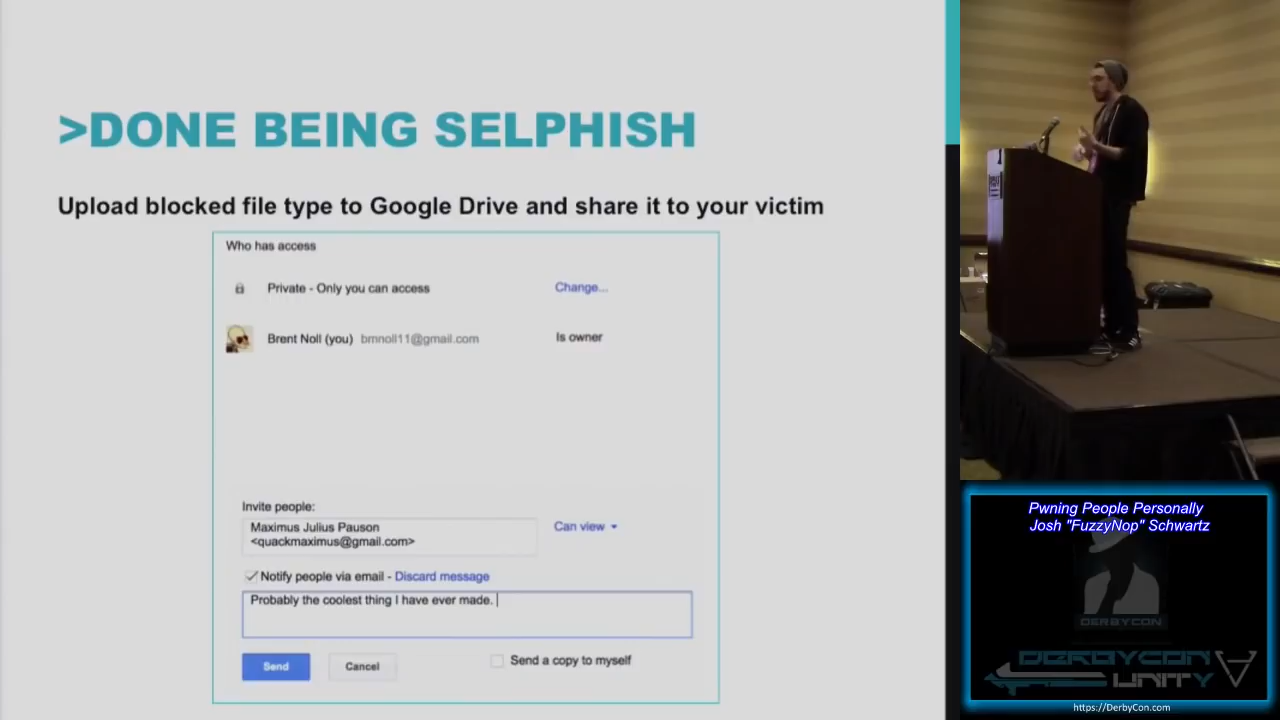 >DONE BEING SELPHISH
Upload blocked file type to Google Drive and share it to your victim
Who has access
Private - Only you can access
Change...
Brent Noll (you) bmnoll11@gmail.com
Is owner
Invite people:
Maximus Julius Pauson
<quackmaximus@gmail.com>
Can view
Notify people via email - Discard message
Probably the coolest thing I have ever made.
Send
Cancel
Send a copy to myself
Pwning People Personally
Josh "FuzzyNop" Schwartz
DERBYCON
DERBYCON
UNITY
https://DerbyCon.com